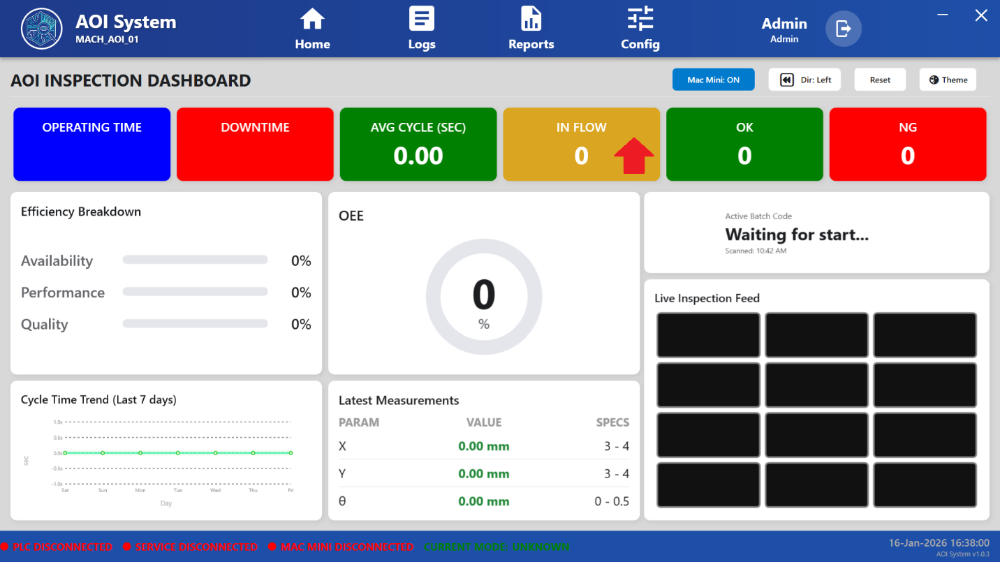 AOI System
MACH_AOI_01
Home
Logs
Reports
Config
Admin
Admin
AOI INSPECTION DASHBOARD
Mac Mini: ON
Dir: Left
Reset
Theme
OPERATING TIME
DOWNTIME
AVG CYCLE (SEC)
0.00
IN FLOW
0
OK
0
NG
0
Efficiency Breakdown
Availability 0%
Performance 0%
Quality 0%
OEE
0
%
Active Batch Code
Waiting for start...
Scanned: 10:42 AM
Live Inspection Feed
Cycle Time Trend (Last 7 days)
sec
1.0s
0.5s
0.0s
-0.5s
-1.0s
Sat Sun Mon Tue Wed Thu Fri
Day
Latest Measurements
PARAM VALUE SPECS
X 0.00 mm 3 - 4
Y 0.00 mm 3 - 4
θ 0.00 mm 0 - 0.5
PLC DISCONNECTED SERVICE DISCONNECTED MAC MINI DISCONNECTED CURRENT MODE: UNKNOWN
16-Jan-2026 16:38:00
AOI System v1.0.3